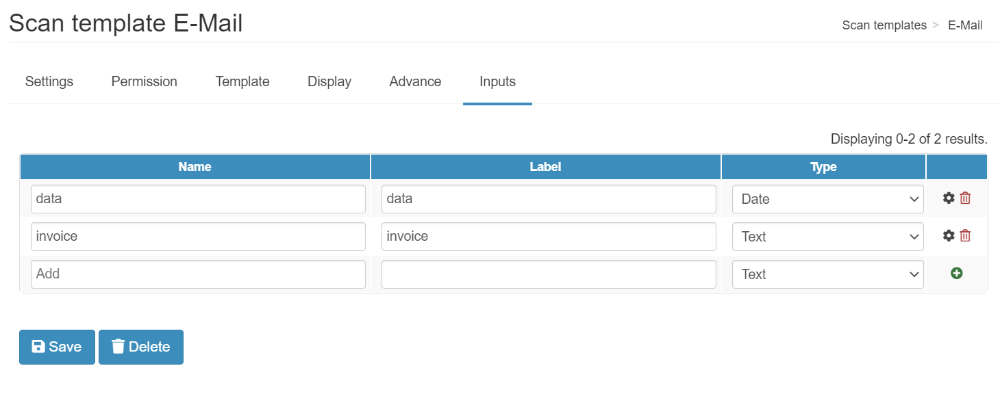 Scan template E-Mail
Scan templates > E-Mail
Settings Permission Template Display Advance Inputs
Displaying 0-2 of 2 results.
Name Label Type
data data Date
invoice invoice Text
Add Text
Save Delete